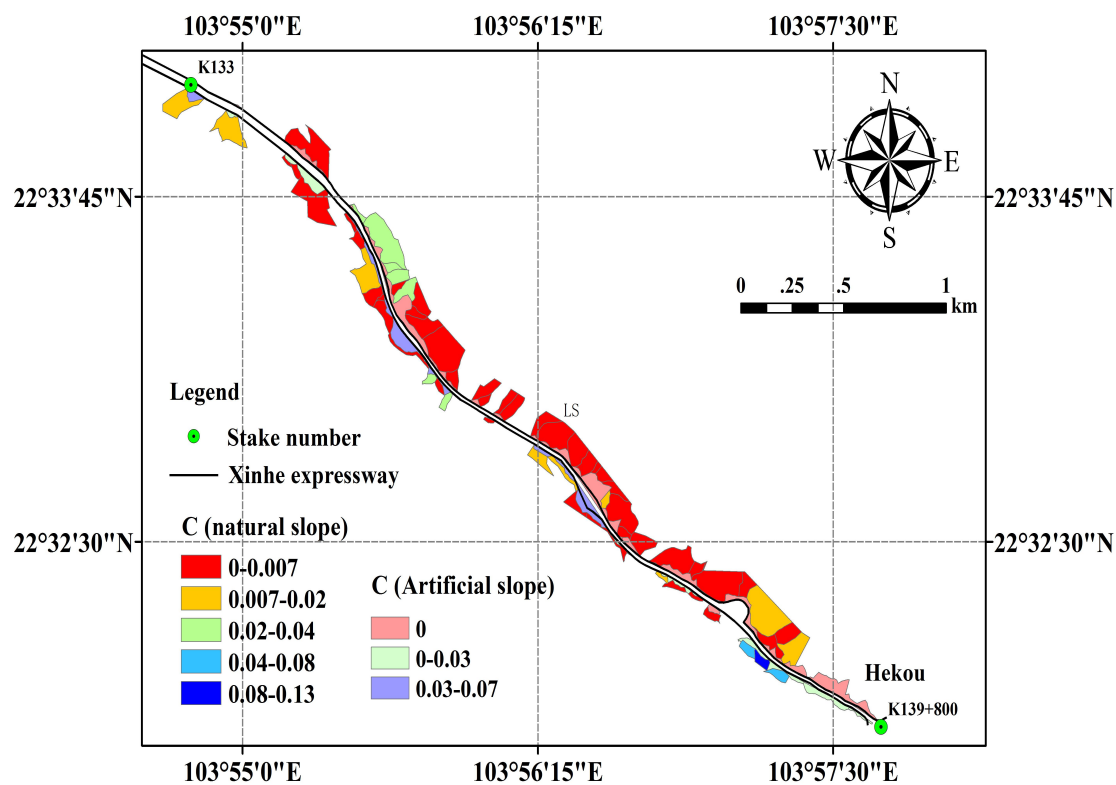 103°55'0"E 103°56'15"E 103°57'30"E
K133
N
W E
S
22°33'45"N 22°33'45"N
0 .25 .5 1
km
Legend
Stake number
Xinhe expressway
LS
22°32'30"N 22°32'30"N
C (natural slope)
0-0.007
0.007-0.02
0.02-0.04
0.04-0.08
0.08-0.13
C (Artificial slope)
0
0-0.03
0.03-0.07
Hekou
K139+800
103°55'0"E 103°56'15"E 103°57'30"E